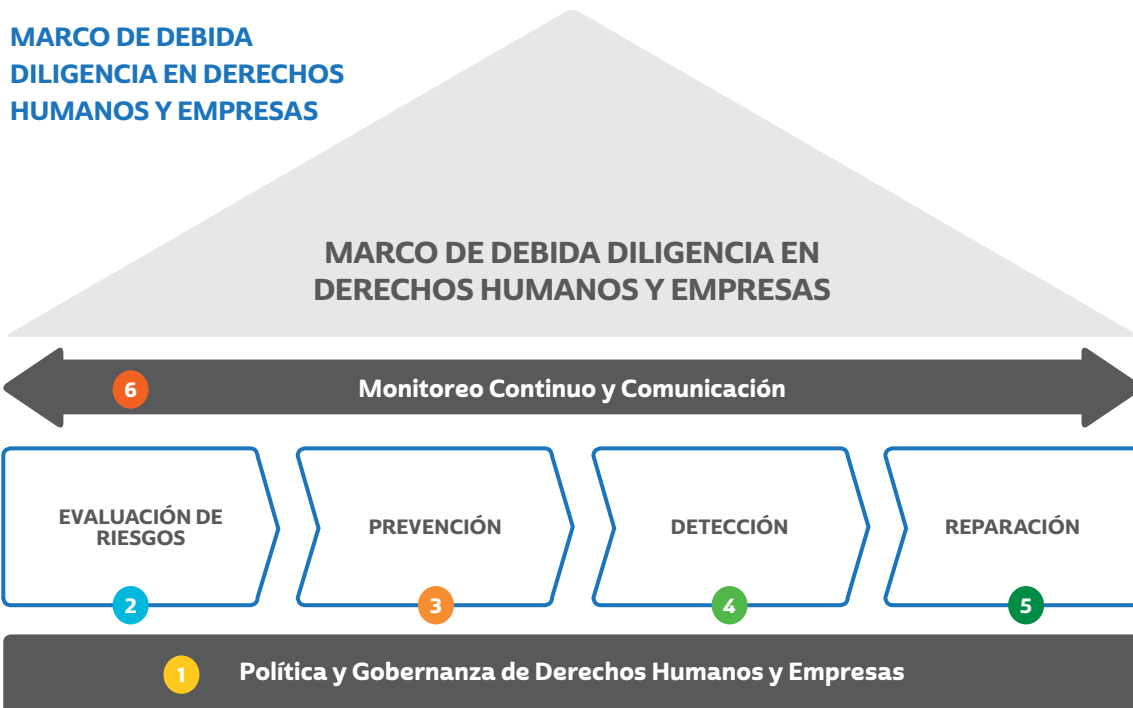 MARCO DE DEBIDA
DILIGENCIA EN DERECHOS
HUMANOS Y EMPRESAS
MARCO DE DEBIDA DILIGENCIA EN
DERECHOS HUMANOS Y EMPRESAS
6 Monitoreo Continuo y Comunicación
EVALUACIÓN DE
RIESGOS
2
PREVENCIÓN
3
DETECCIÓN
4
REPARACIÓN
5
1 Política y Gobernanza de Derechos Humanos y Empresas